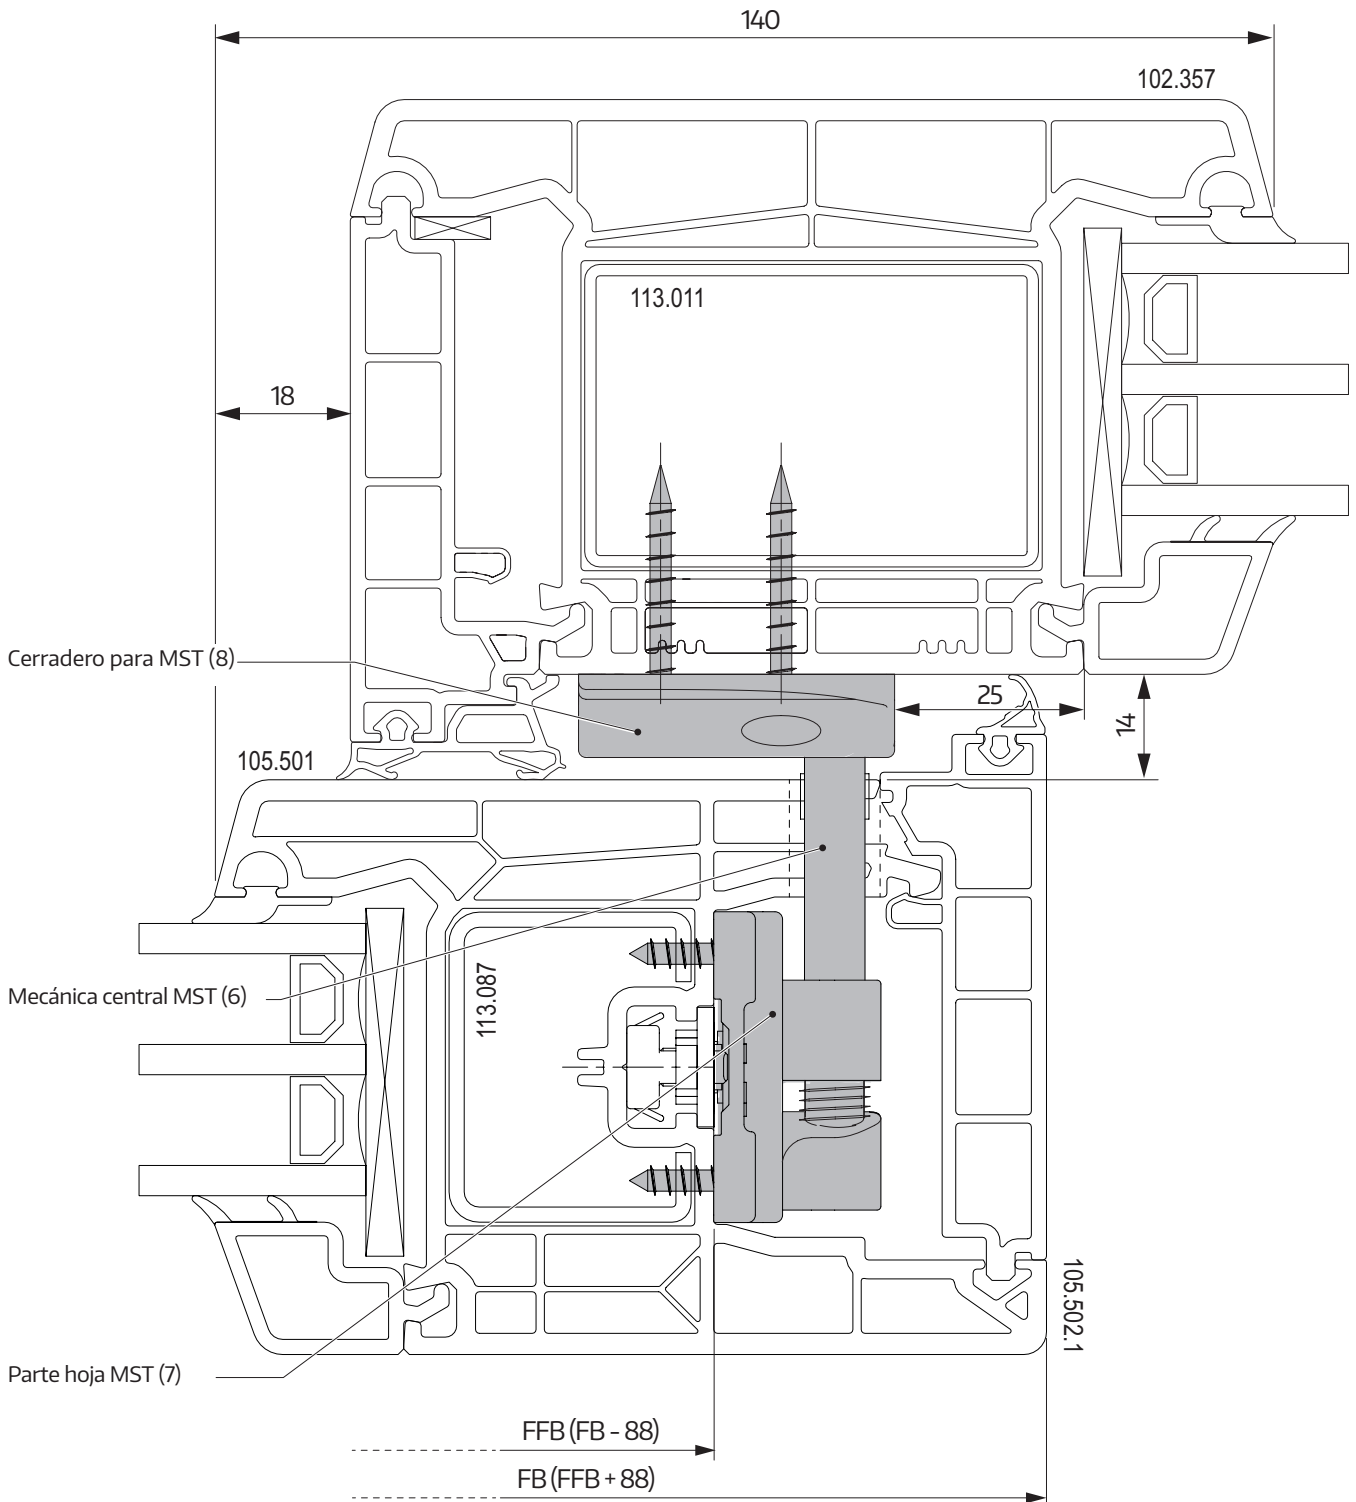 140
102.357
113.011
18
Cerradero para MST (8)
25
14
105.501
Mecánica central MST (6)
113.087
105.502.1
Parte hoja MST (7)
FFB (FB - 88)
FB (FFB + 88)